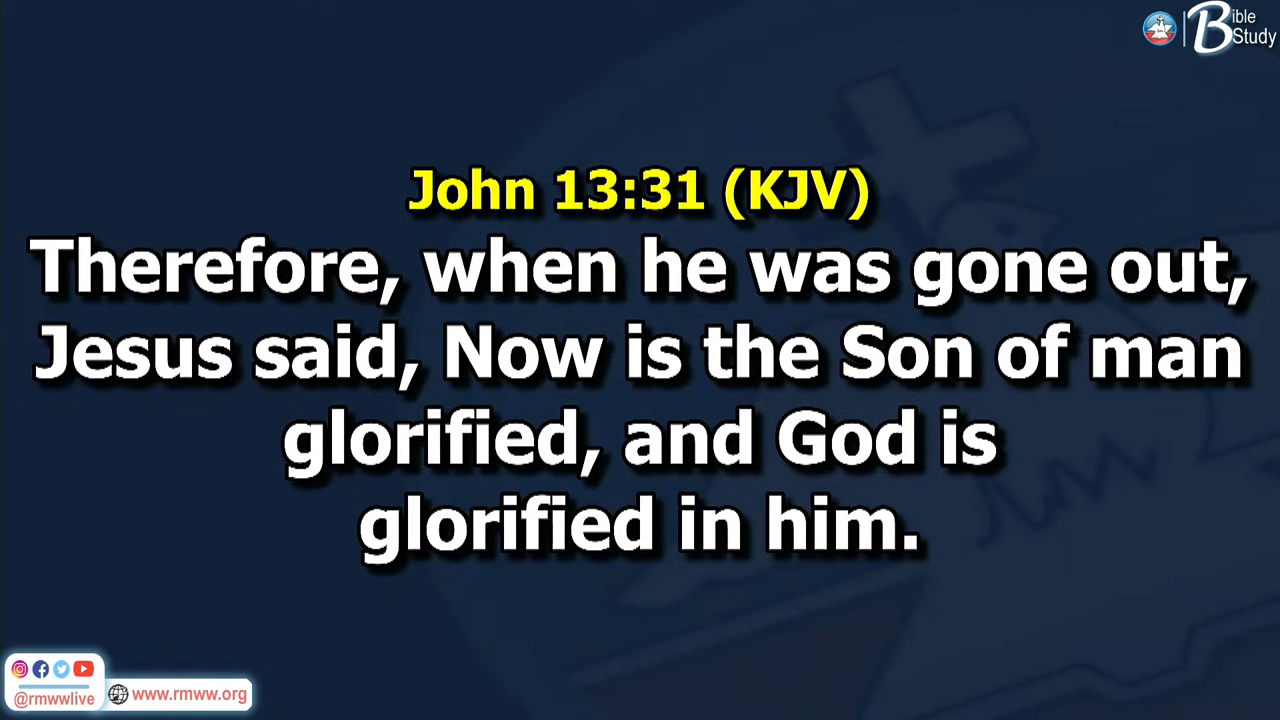 Bible
Study
John 13:31 (KJV)
Therefore, when he was gone out,
Jesus said, Now is the Son of man
glorified, and God is
glorified in him.
@rmwwlive
www.rmww.org